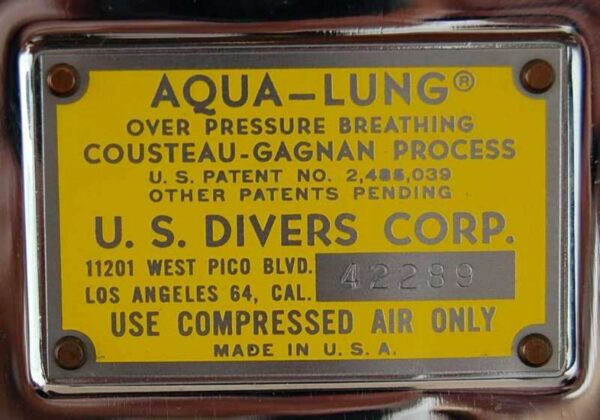 AQUA-LUNG®
OVER PRESSURE BREATHING
COUSTEAU-GAGNAN PROCESS
U.S. PATENT NO. 2,485,039
OTHER PATENTS PENDING
U. S. DIVERS CORP.
11201 WEST PICO BLVD.
LOS ANGELES 64, CAL.
42289
USE COMPRESSED AIR ONLY
MADE IN U. S. A.